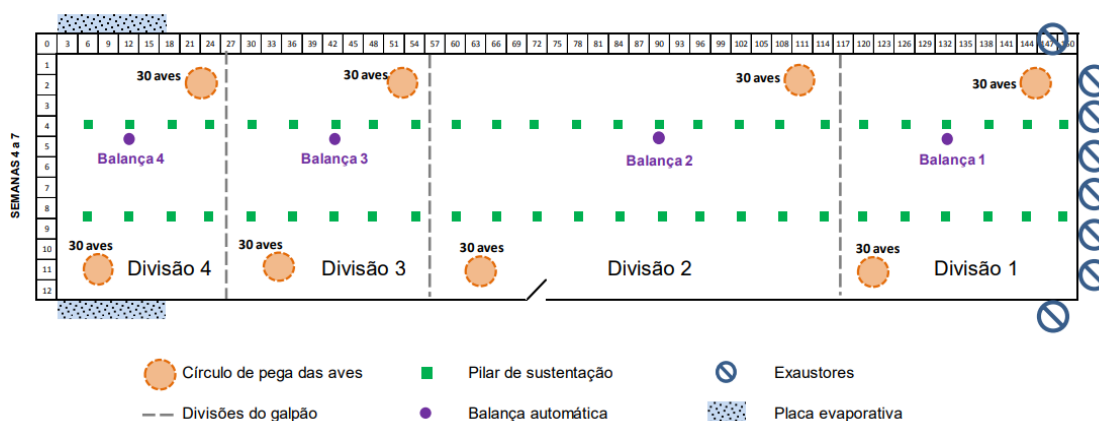 0 3 6 9 12 15 18 21 24 27 30 33 36 39 42 45 48 51 54 57 60 63 66 69 72 75 78 81 84 87 90 93 96 99 102 105 108 111 114 117 120 123 126 129 132 135 138 141 144 147 150
SEMANAS 4 a 7
1
2
3
4
5
6
7
8
9
10
11
12
30 aves
30 aves
30 aves
30 aves
Balança 4
Balança 3
Balança 2
Balança 1
30 aves
30 aves
30 aves
30 aves
Divisão 4
Divisão 3
Divisão 2
Divisão 1
Círculo de pega das aves
Pilar de sustentação
Exaustores
Divisões do galpão
Balança automática
Placa evaporativa